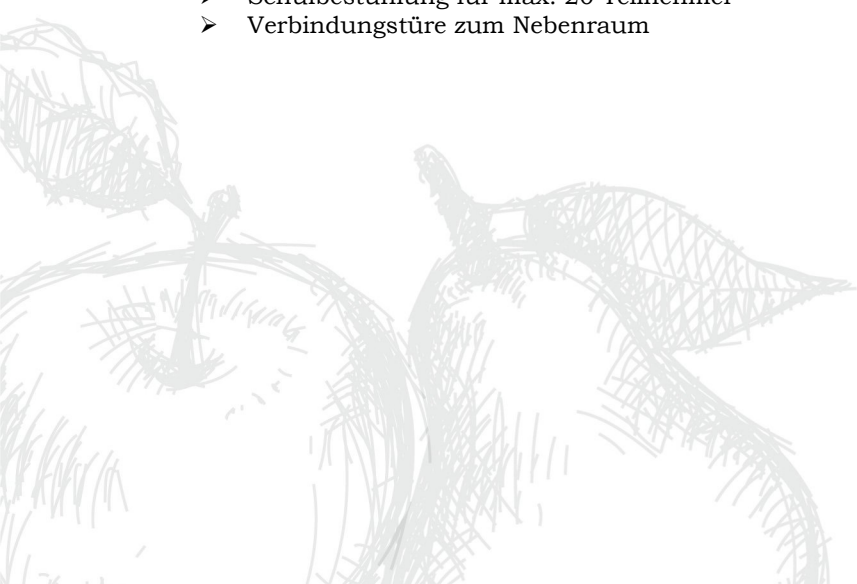 ➢ Schulbestuhlung für max. 20 Teilnehmer
➢ Verbindungstüre zum Nebenraum